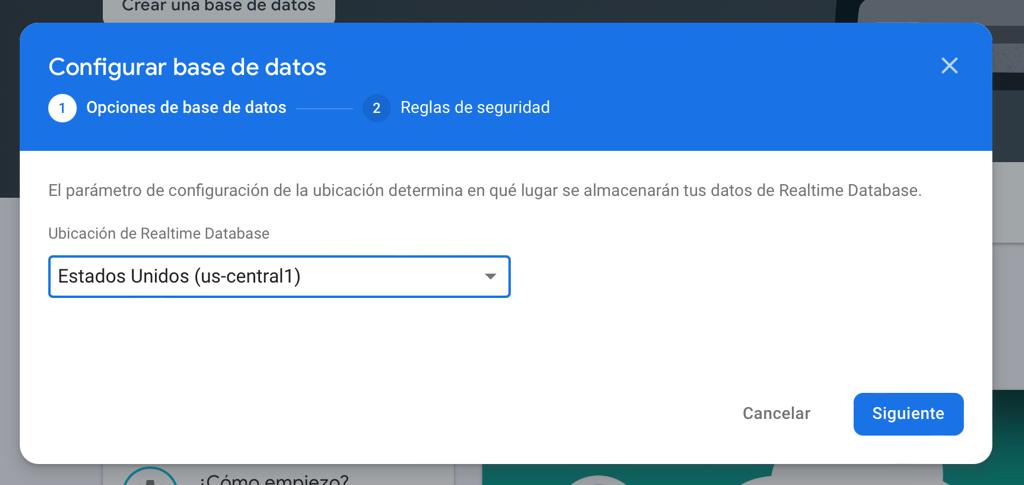 Crear una base de datos
Configurar base de datos
1 Opciones de base de datos
2 Reglas de seguridad
El parámetro de configuración de la ubicación determina en qué lugar se almacenarán tus datos de Realtime Database.
Ubicación de Realtime Database
Estados Unidos (us-central1)
Cancelar
Siguiente
¿Cómo empiezo?